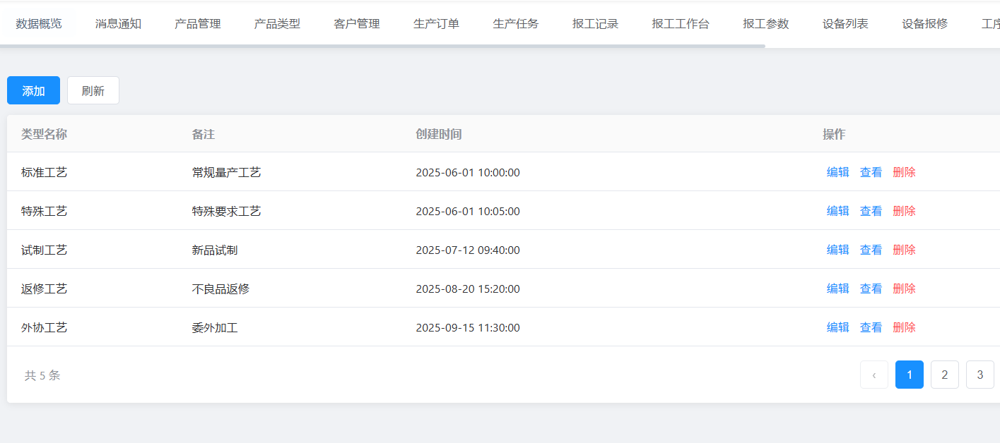 数据概览 消息通知 产品管理 产品类型 客户管理 生产订单 生产任务 报工记录 报工工作台 报工参数 设备列表 设备报修 工序
添加 刷新
类型名称 备注 创建时间 操作
标准工艺 常规量产工艺 2025-06-01 10:00:00 编辑 查看 删除
特殊工艺 特殊要求工艺 2025-06-01 10:05:00 编辑 查看 删除
试制工艺 新品试制 2025-07-12 09:40:00 编辑 查看 删除
返修工艺 不良品返修 2025-08-20 15:20:00 编辑 查看 删除
外协工艺 委外加工 2025-09-15 11:30:00 编辑 查看 删除
共 5 条 ‹ 1 2 3